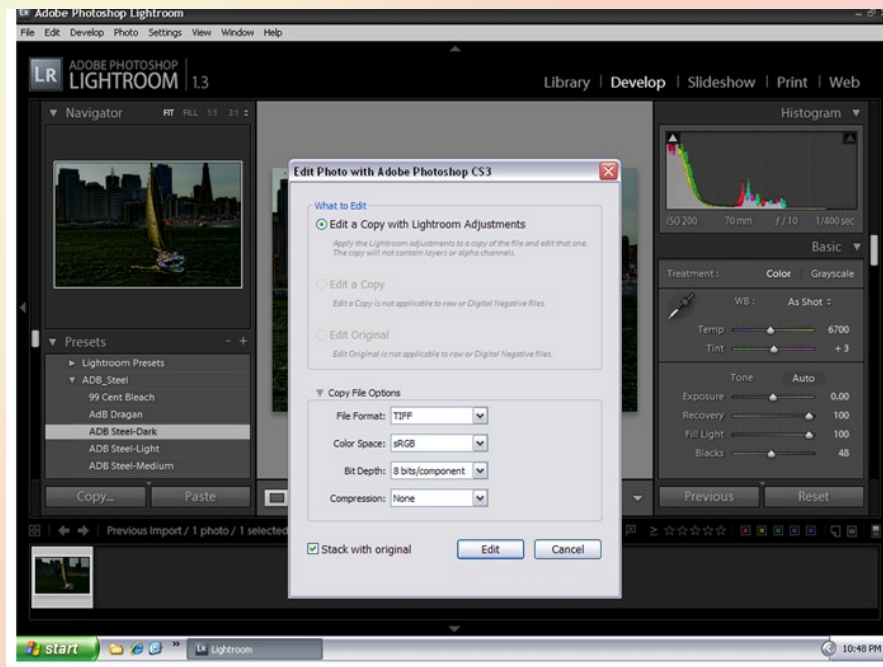 Adobe Photoshop Lightroom
File Edit Develop Photo Settings View Window Help
LR ADOBE PHOTOSHOP
LIGHTROOM 1.3
Library | Develop | Slideshow | Print | Web
Navigator FIT FILL 1:1 3:1
Histogram
ISO 200 70 mm f / 10 1/400 sec
Basic
Treatment : Color Grayscale
WB : As Shot
Temp 6700
Tint + 3
Tone Auto
Exposure 0.00
Recovery 100
Fill Light 100
Blacks 48
Previous Reset
Presets - +
Lightroom Presets
ADB_Steel
99 Cent Bleach
AdB Dragan
ADB Steel-Dark
ADB Steel-Light
ADB Steel-Medium
Copy... Paste
Edit Photo with Adobe Photoshop CS3
What to Edit
Edit a Copy with Lightroom Adjustments
Apply the Lightroom adjustments to a copy of the file and edit that one.
The copy will not contain layers or alpha channels.
Edit a Copy
Edit a Copy is not applicable to raw or Digital Negative files.
Edit Original
Edit Original is not applicable to raw or Digital Negative files.
Copy File Options
File Format: TIFF
Color Space: sRGB
Bit Depth: 8 bits/component
Compression: None
Stack with original Edit Cancel
Previous Import / 1 photo / 1 selected
start Lr Lightroom 10:48 PM